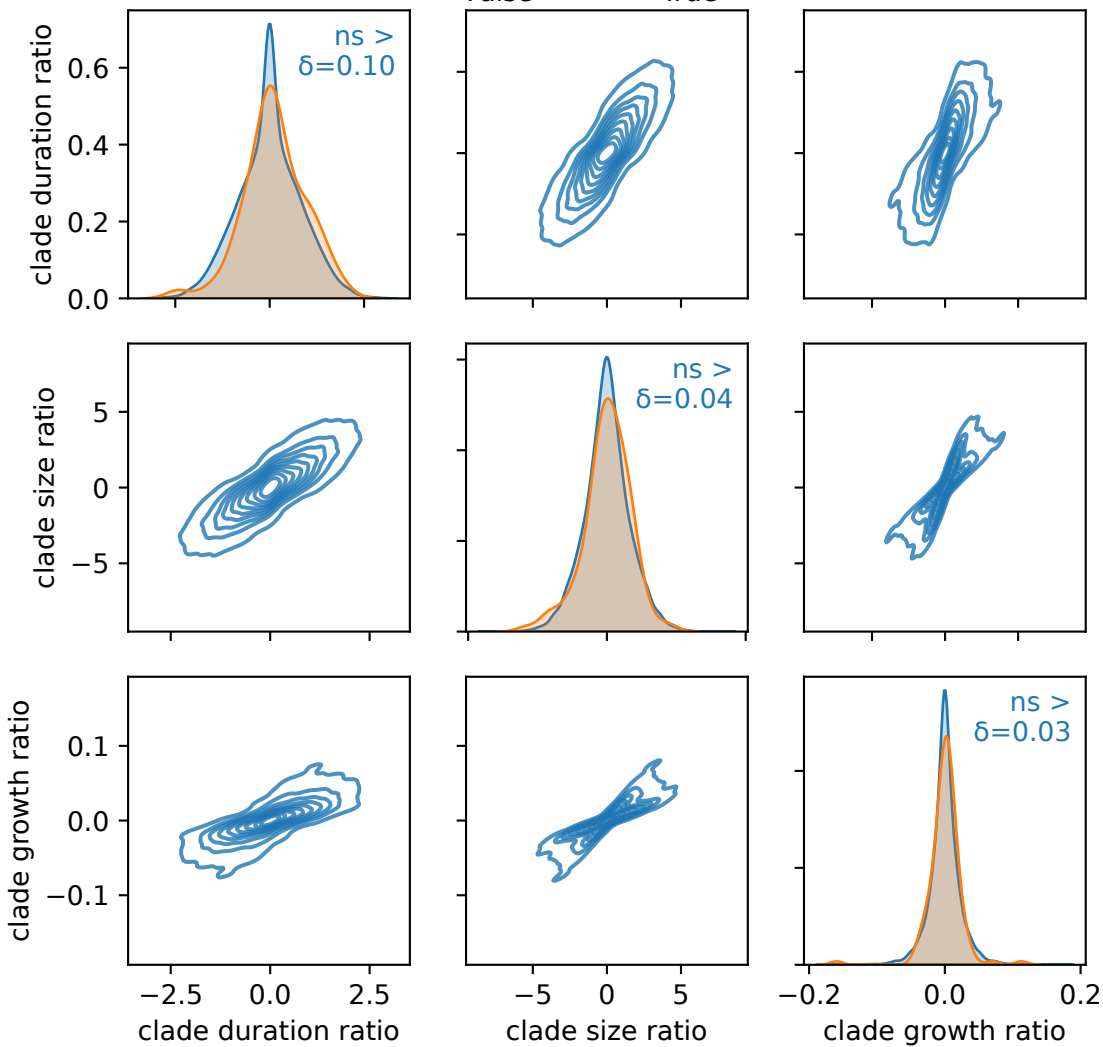 clade duration ratio
0.6
0.4
0.2
0.0
ns >
δ=0.10
clade size ratio
5
0
−5
ns >
δ=0.04
clade growth ratio
0.1
0.0
−0.1
ns >
δ=0.03
−2.5 0.0 2.5
−5 0 5
−0.2 0.0 0.2
clade duration ratio
clade size ratio
clade growth ratio